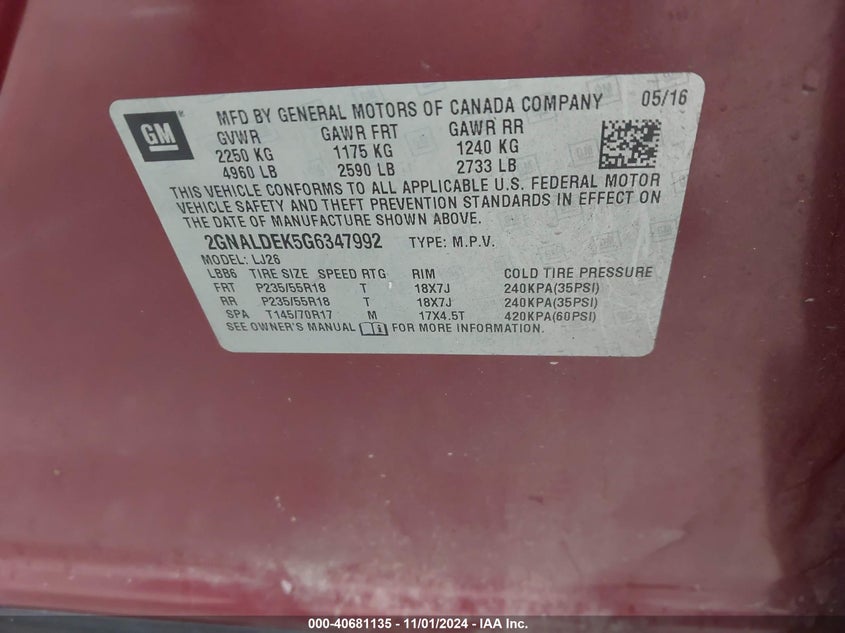 GM
MFD BY GENERAL MOTORS OF CANADA COMPANY 05/16
GVWR GAWR FRT GAWR RR
2250 KG 1175 KG 1240 KG
4960 LB 2590 LB 2733 LB
THIS VEHICLE CONFORMS TO ALL APPLICABLE U.S. FEDERAL MOTOR
VEHICLE SAFETY AND THEFT PREVENTION STANDARDS IN EFFECT ON
THE DATE OF MANUFACTURE SHOWN ABOVE.
2GNALDEK5G6347992 TYPE: M.P.V.
MODEL: LJ26
LBB6 TIRE SIZE SPEED RTG RIM COLD TIRE PRESSURE
FRT P235/55R18 T 18X7J 240KPA(35PSI)
RR P235/55R18 T 18X7J 240KPA(35PSI)
SPA T145/70R17 M 17X4.5T 420KPA(60PSI)
SEE OWNER'S MANUAL FOR MORE INFORMATION.
000-40681135 - 11/01/2024 - IAA Inc.